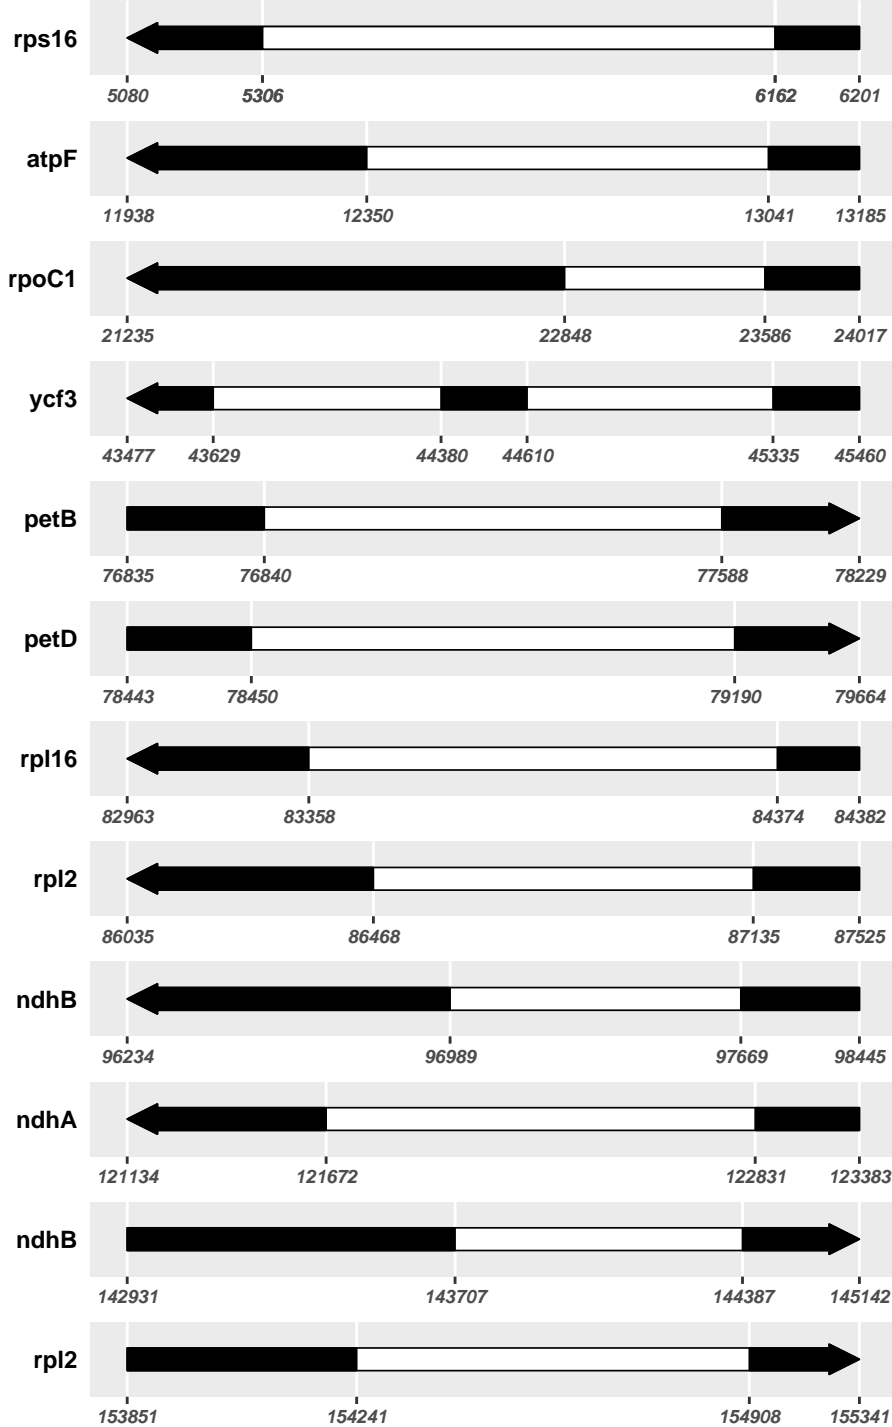 rps16
5080 5306 6162 6201
atpF
11938 12350 13041 13185
rpoC1
21235 22848 23586 24017
ycf3
43477 43629 44380 44610 45335 45460
petB
76835 76840 77588 78229
petD
78443 78450 79190 79664
rpl16
82963 83358 84374 84382
rpl2
86035 86468 87135 87525
ndhB
96234 96989 97669 98445
ndhA
121134 121672 122831 123383
ndhB
142931 143707 144387 145142
rpl2
153851 154241 154908 155341